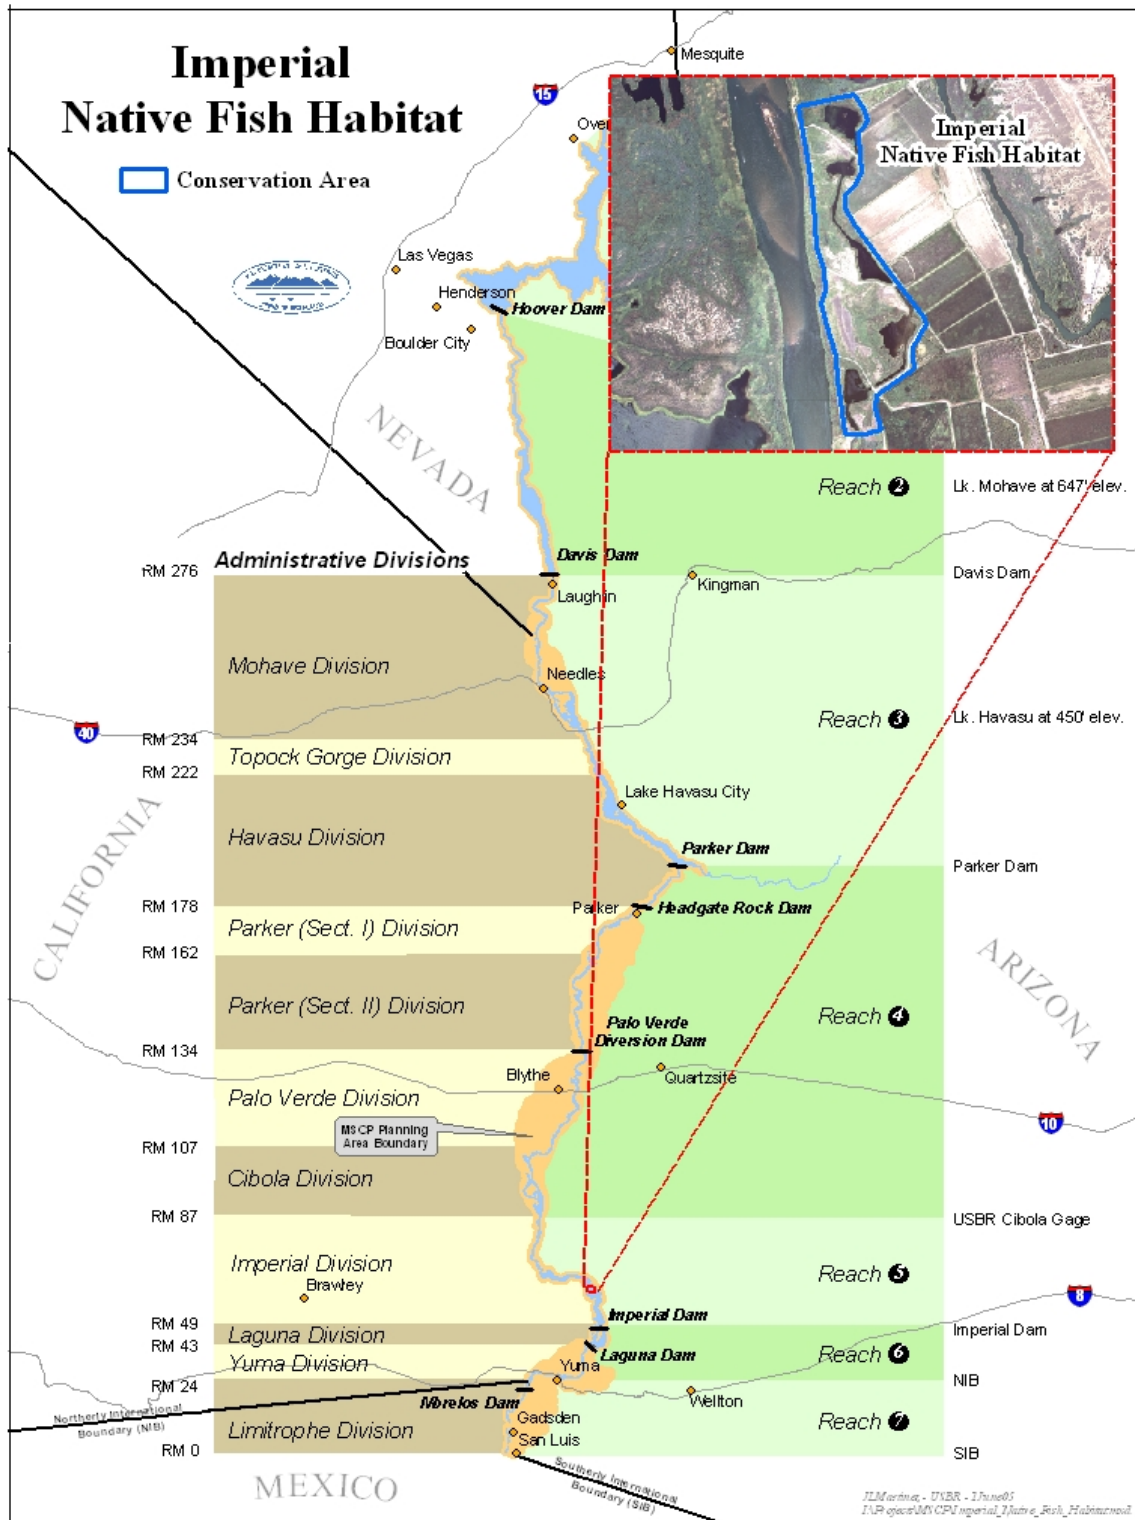 Imperial
Native Fish Habitat
Conservation Area
Mesquite
15
Over
Imperial
Native Fish Habitat
Las Vegas
Henderson
Hoover Dam
Boulder City
NEVADA
Reach 2
Lk. Mohave at 647' elev.
Administrative Divisions
Davis Dam
RM 276
Laughlin
Kingman
Davis Dam
Mohave Division
Needles
40
Reach 3
Lk. Havasu at 450' elev.
RM 234
Topock Gorge Division
RM 222
Lake Havasu City
CALIFORNIA
Havasu Division
Parker Dam
Parker Dam
RM 178
Parker
Headgate Rock Dam
Parker (Sect. I) Division
RM 162
ARIZONA
Parker (Sect. II) Division
Reach 4
Palo Verde
Diversion Dam
RM 134
Blythe
Quartzsite
Palo Verde Division
MSCP Planning
Area Boundary
10
RM 107
Cibola Division
RM 87
USBR Cibola Gage
Imperial Division
Reach 5
Brawley
8
RM 49
Imperial Dam
Imperial Dam
Laguna Division
RM 43
Laguna Dam
Reach 6
Yuma Division
Yuma
RM 24
NIB
Morelos Dam
Wellton
Northerly International
Boundary (NIB)
Gadsden
Limitrophe Division
Reach 7
San Luis
RM 0
SIB
Southerly International
Boundary (SIB)
MEXICO
JLMartinez - USBR - 1June05